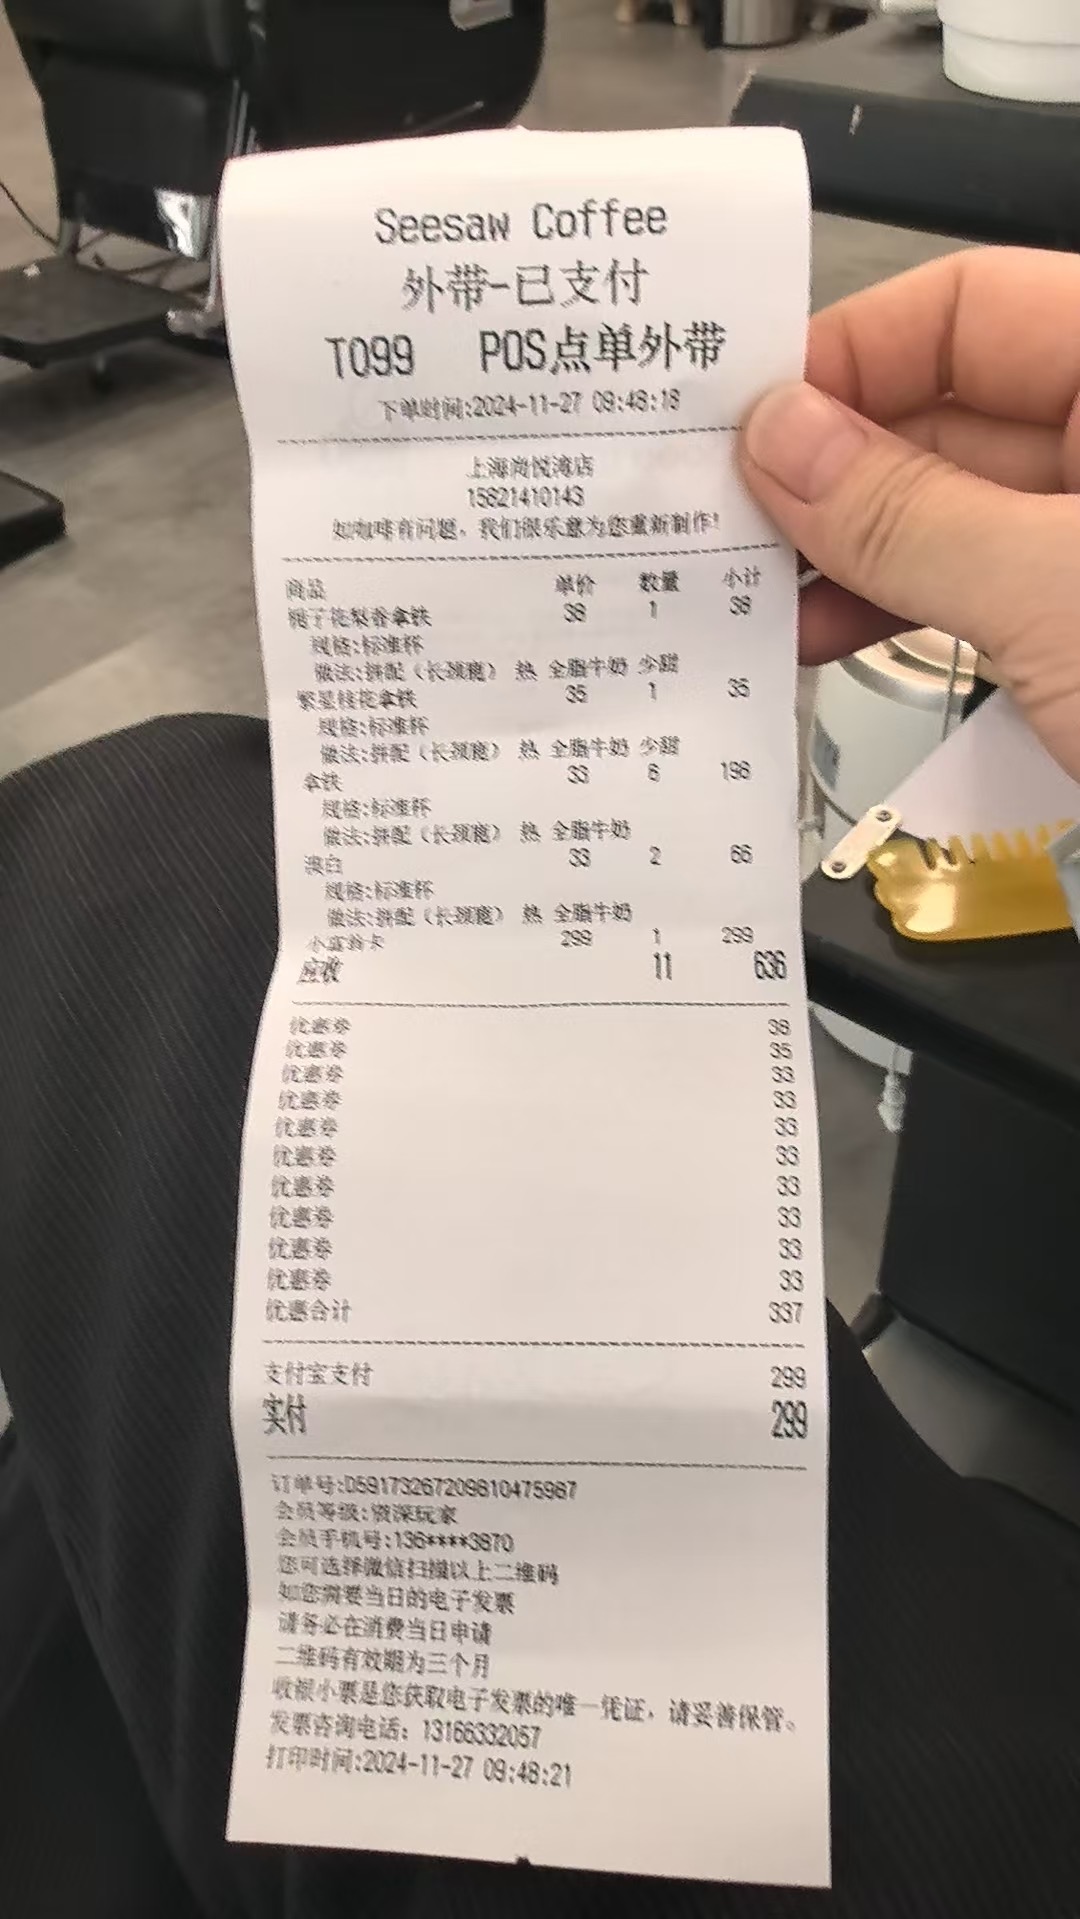 Seesaw Coffee
外带-已支付
T099 POS点单外带
下单时间:2024-11-27 09:48:18
上海尚悦湾店
15821410143
如咖啡有问题，我们很乐意为您重新制作!
商品 单价 数量 小计
栀子花梨香拿铁 38 1 38
规格:标准杯
做法:拼配（长颈鹿） 热 全脂牛奶 少甜
繁星桂花拿铁 35 1 35
规格:标准杯
做法:拼配（长颈鹿） 热 全脂牛奶 少甜
拿铁 33 6 198
规格:标准杯
做法:拼配（长颈鹿） 热 全脂牛奶
澳白 33 2 66
规格:标准杯
做法:拼配（长颈鹿） 热 全脂牛奶
299 1 299
应收 11 636
优惠券 38
优惠券 35
优惠券 33
优惠券 33
优惠券 33
优惠券 33
优惠券 33
优惠券 33
优惠券 33
优惠券 33
优惠合计 337
支付宝支付 299
实付 299
订单号:D59173267209810475987
会员等级:资深玩家
会员手机号:136****3870
您可选择微信扫描以上二维码
如您需要当日的电子发票
请务必在消费当日申请
二维码有效期为三个月
收银小票是您获取电子发票的唯一凭证，请妥善保管。
发票咨询电话: 13166332057
打印时间:2024-11-27 09:48:21